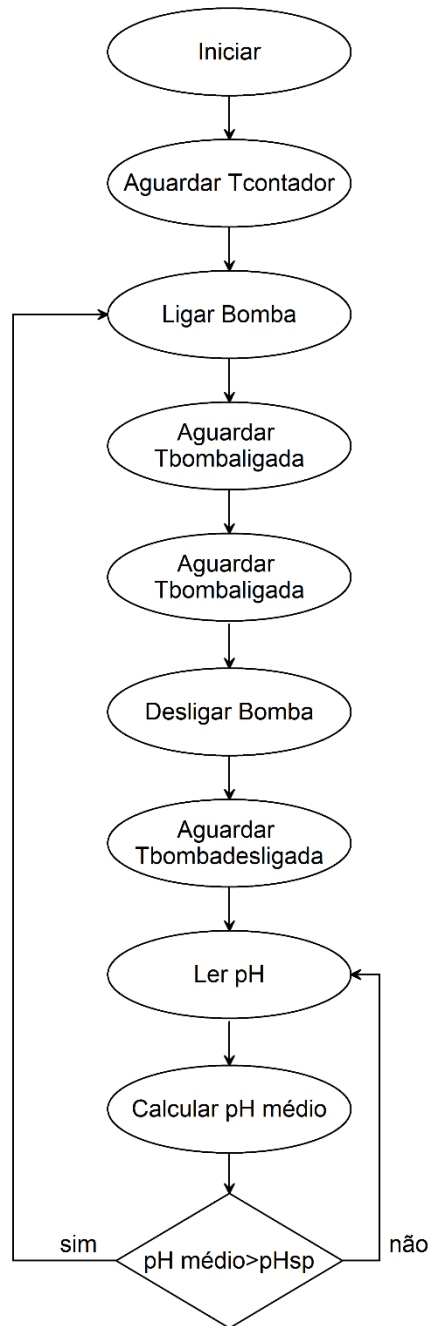 Iniciar
Aguardar Tcontador
Ligar Bomba
Aguardar
Tbombaligada
Aguardar
Tbombaligada
Desligar Bomba
Aguardar
Tbombadesligada
Ler pH
Calcular pH médio
sim
pH médio>pHsp
não